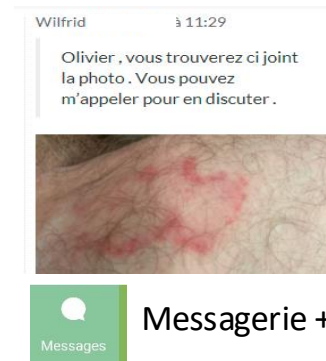 Wilfrid à 11:29
Olivier , vous trouverez ci joint
la photo . Vous pouvez
m'appeler pour en discuter .
Messages
Messagerie +